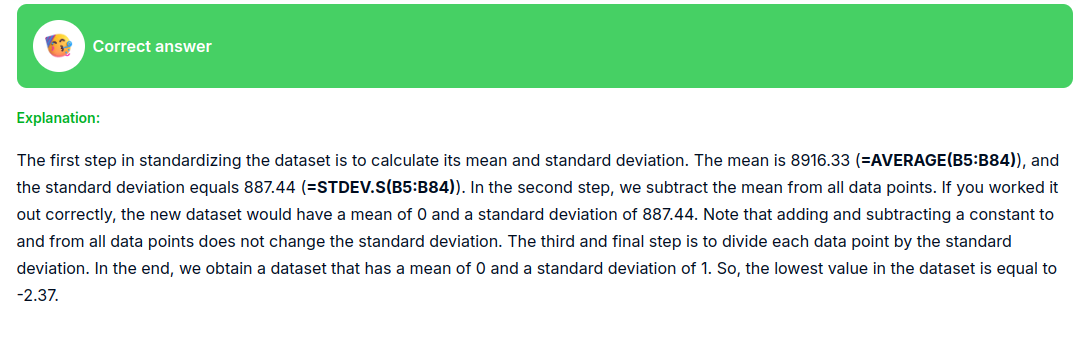 Correct answer
Explanation:
The first step in standardizing the dataset is to calculate its mean and standard deviation. The mean is 8916.33 (=AVERAGE(B5:B84)), and
the standard deviation equals 887.44 (=STDEV.S(B5:B84)). In the second step, we subtract the mean from all data points. If you worked it
out correctly, the new dataset would have a mean of 0 and a standard deviation of 887.44. Note that adding and subtracting a constant to
and from all data points does not change the standard deviation. The third and final step is to divide each data point by the standard
deviation. In the end, we obtain a dataset that has a mean of 0 and a standard deviation of 1. So, the lowest value in the dataset is equal to
-2.37.